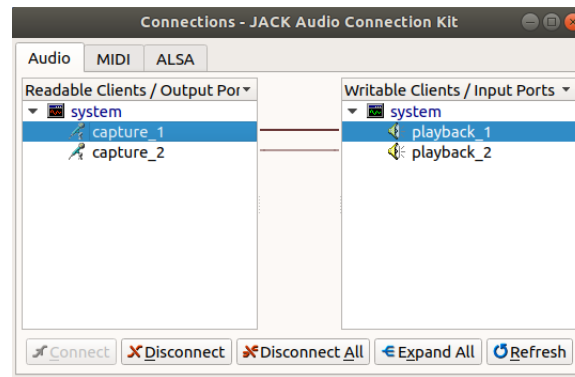 Connections - JACK Audio Connection Kit
Audio MIDI ALSA
Readable Clients / Output Por
Writable Clients / Input Ports
system
capture_1
capture_2
system
playback_1
playback_2
Connect Disconnect Disconnect All Expand All Refresh